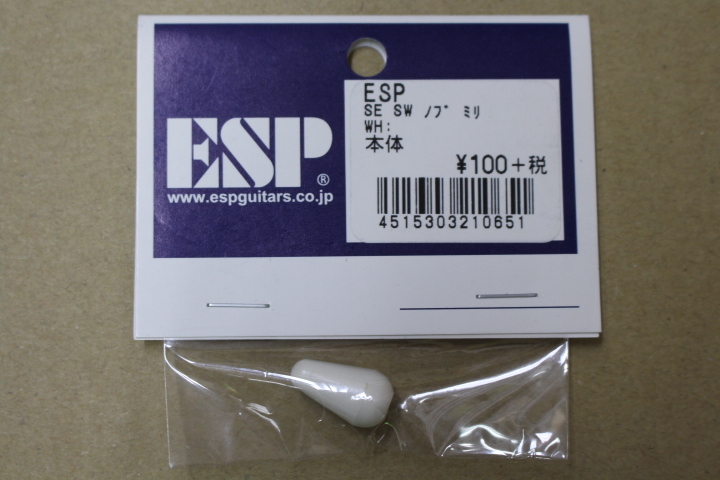 ESP®
www.espguitars.co.jp
ESP
SE SW ﾉﾌﾞ ﾐﾘ
WH:
本体
¥100+税
4515303210651